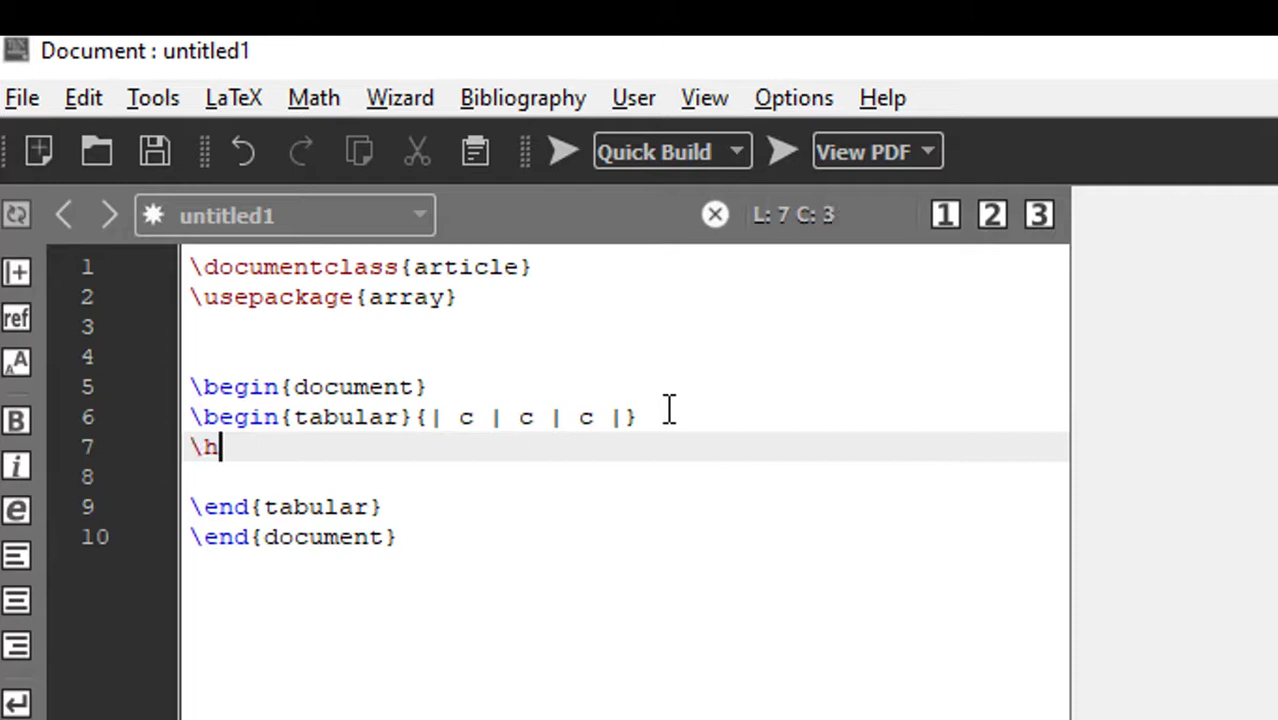 Document : untitled1
File Edit Tools LaTeX Math Wizard Bibliography User View Options Help
Quick Build View PDF
untitled1 L: 7 C: 3 1 2 3
1 \documentclass{article}
2 \usepackage{array}
3
4
5 \begin{document}
6 \begin{tabular}{| c | c | c |}
7 \h
8
9 \end{tabular}
10 \end{document}
ref
A A
B
i
e